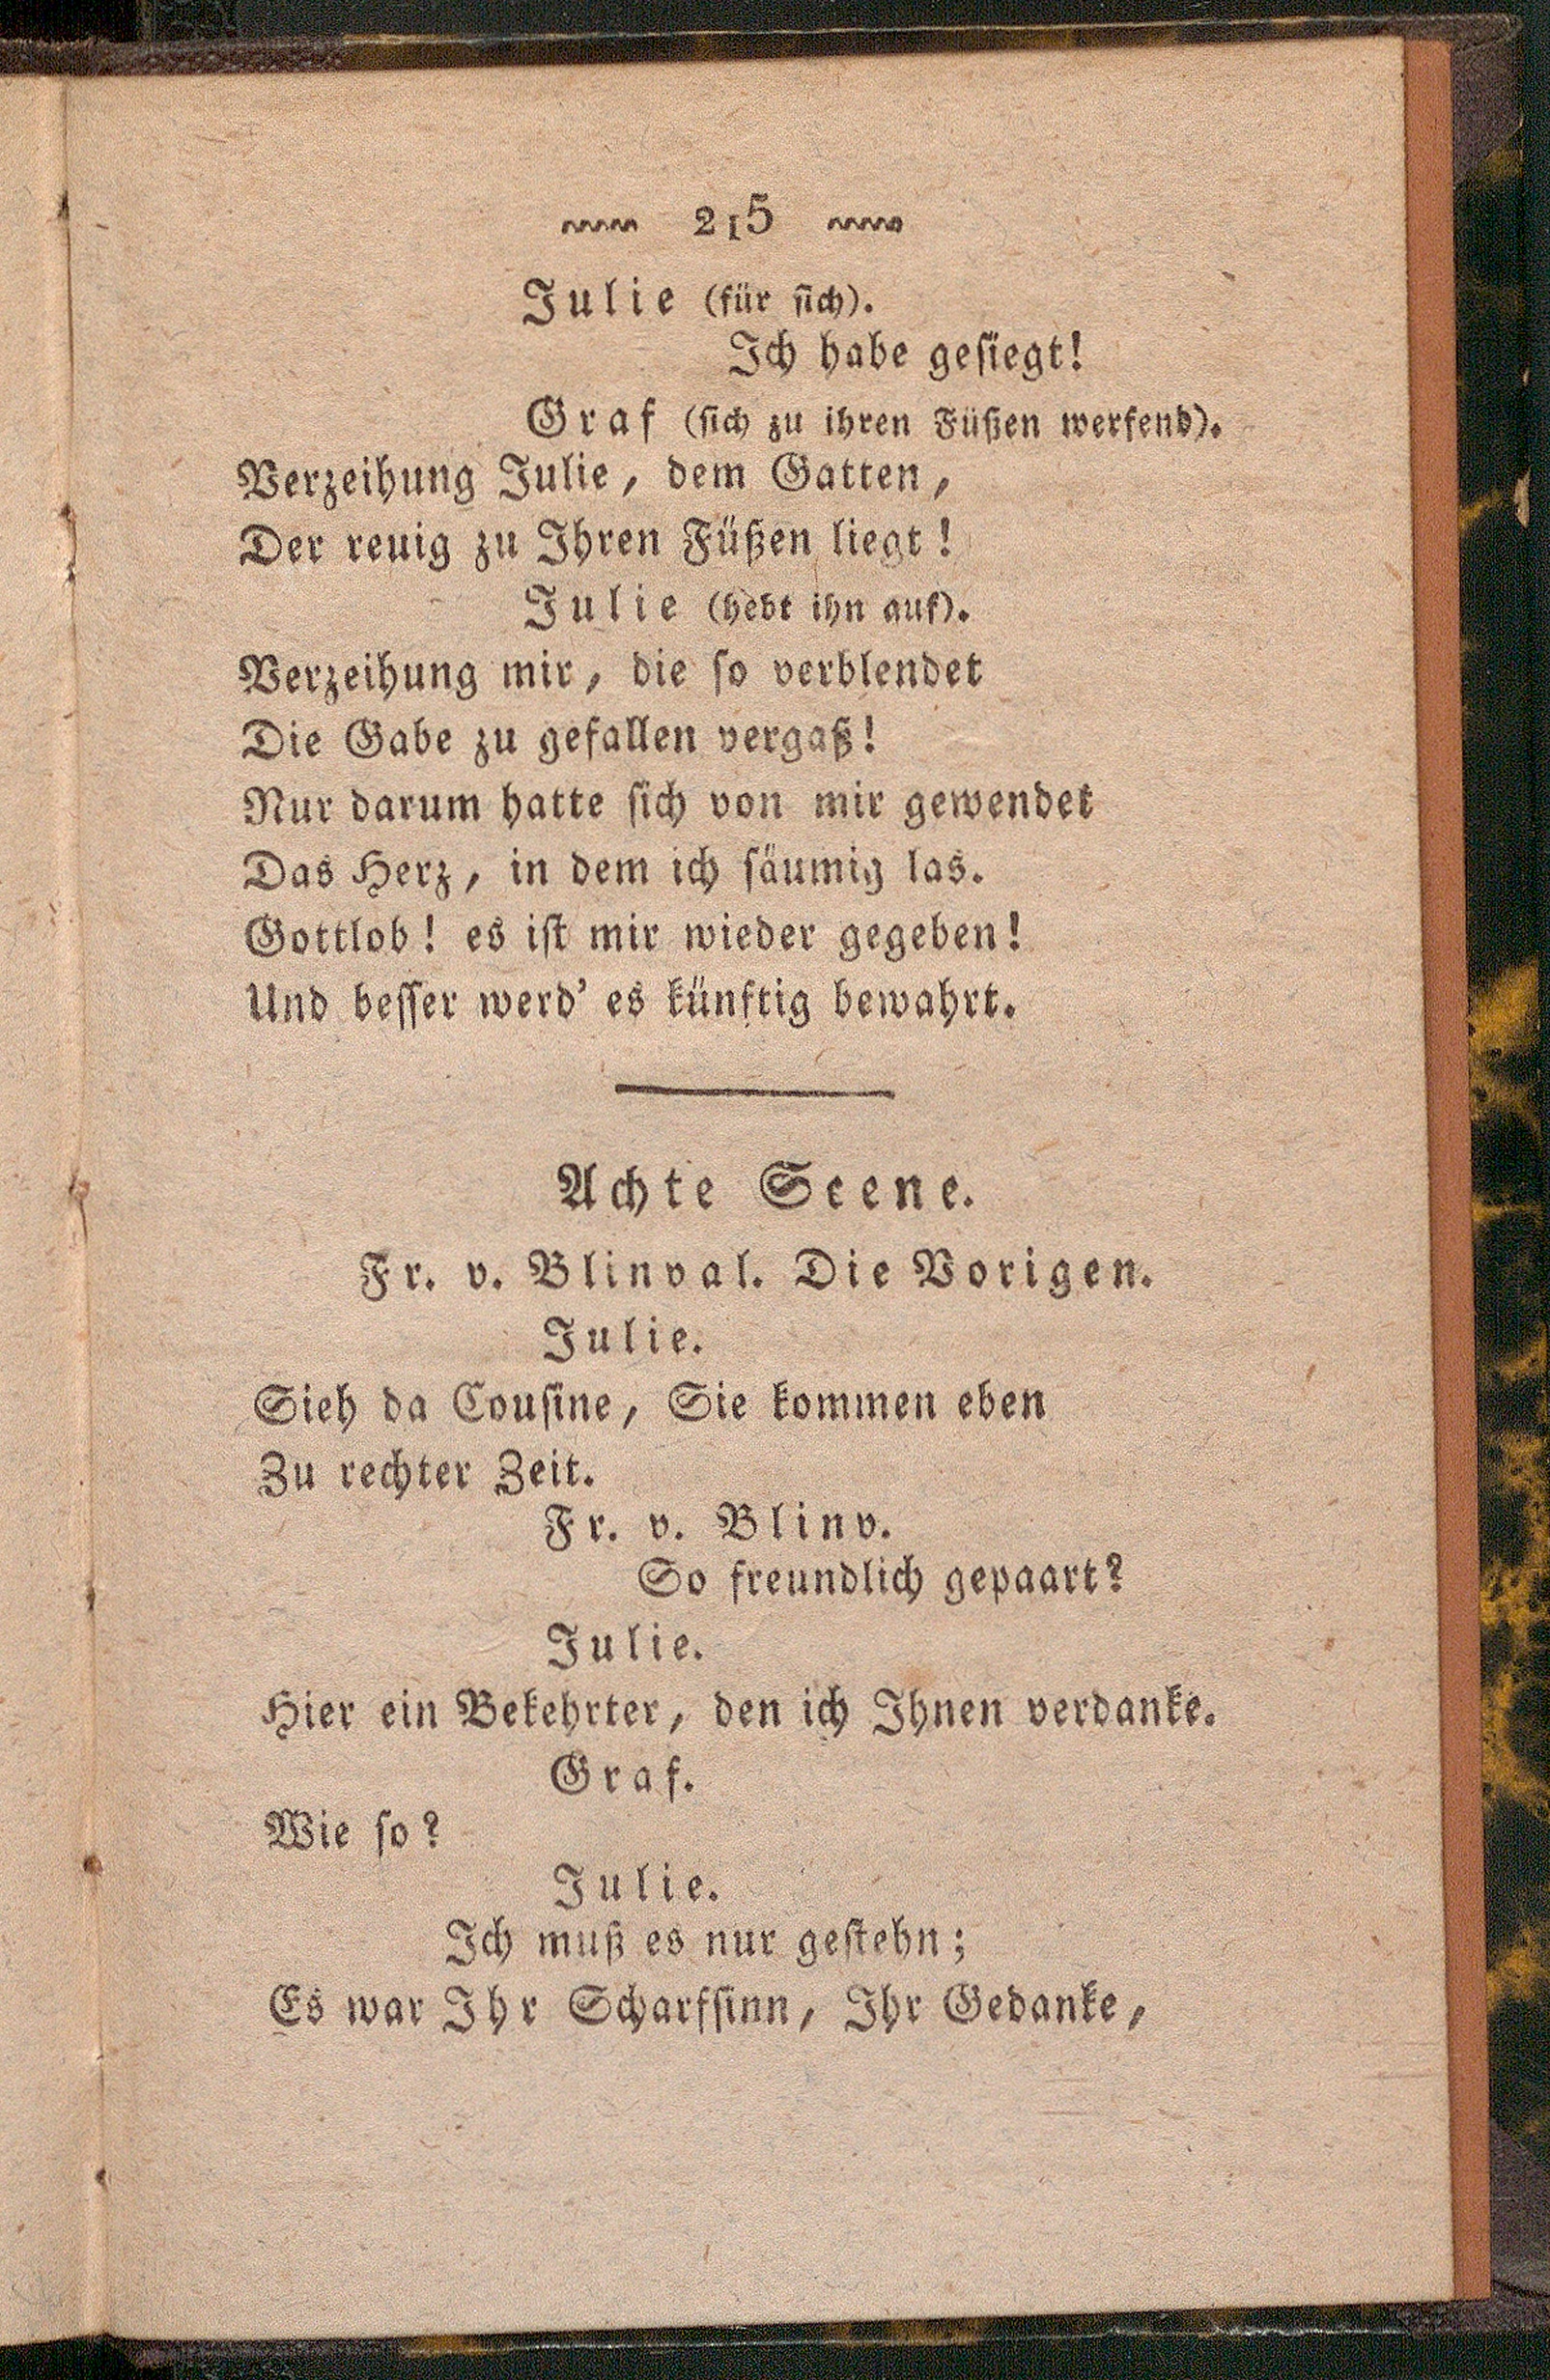 215
Julie (für ſich).
Ich habe geſiegt!
Graf (ſich zu ihren Füßen werfend).
Verzeihung Julie, dem Gatten,
Der reuig zu Ihren Füßen liegt!
Julie (hebt ihn auf).
Verzeihung mir, die ſo verblendet
Die Gabe zu gefallen vergaß!
Nur darum hatte ſich von mir gewendet
Das Herz, in dem ich ſäumig las.
Gottlob! es iſt mir wieder gegeben!
Und beſſer werd' es künftig bewahrt.
Achte Scene.
Fr. v. Blinval. Die Vorigen.
Julie.
Sieh da Couſine, Sie kommen eben
Zu rechter Zeit.
Fr. v. Blinv.
So freundlich gepaart?
Julie.
Hier ein Bekehrter, den ich Ihnen verdanke.
Graf.
Wie ſo?
Julie.
Ich muß es nur geſtehn;
Es war Ihr Scharfſinn, Ihr Gedanke,